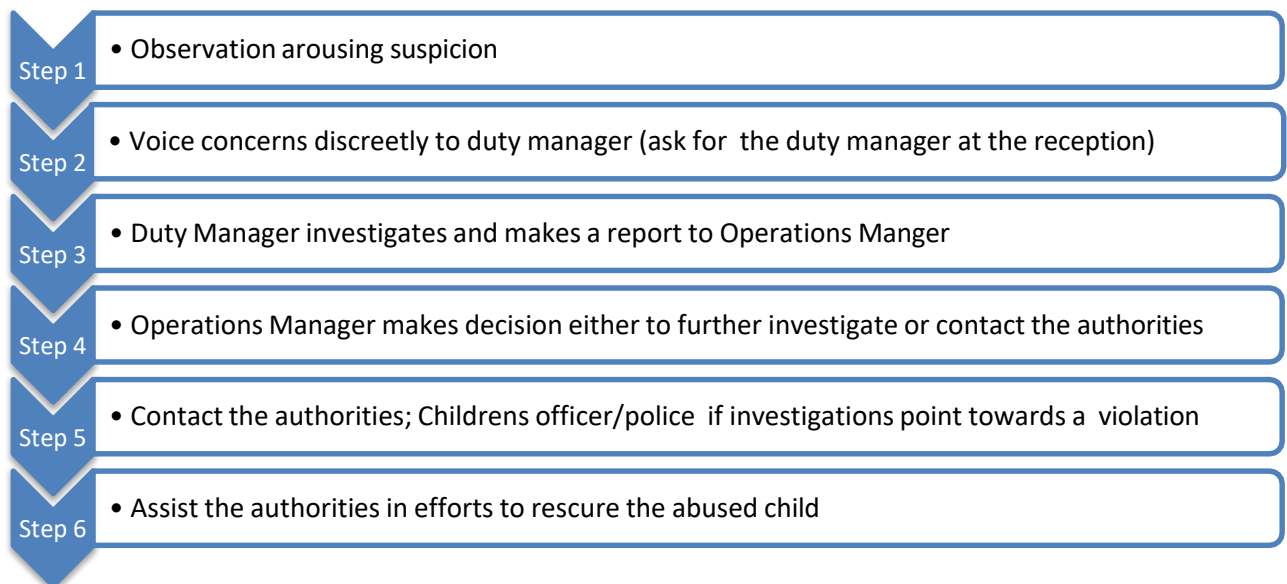 Step 1
• Observation arousing suspicion
Step 2
• Voice concerns discreetly to duty manager (ask for the duty manager at the reception)
Step 3
• Duty Manager investigates and makes a report to Operations Manger
Step 4
• Operations Manager makes decision either to further investigate or contact the authorities
Step 5
• Contact the authorities; Childrens officer/police if investigations point towards a violation
Step 6
• Assist the authorities in efforts to rescure the abused child